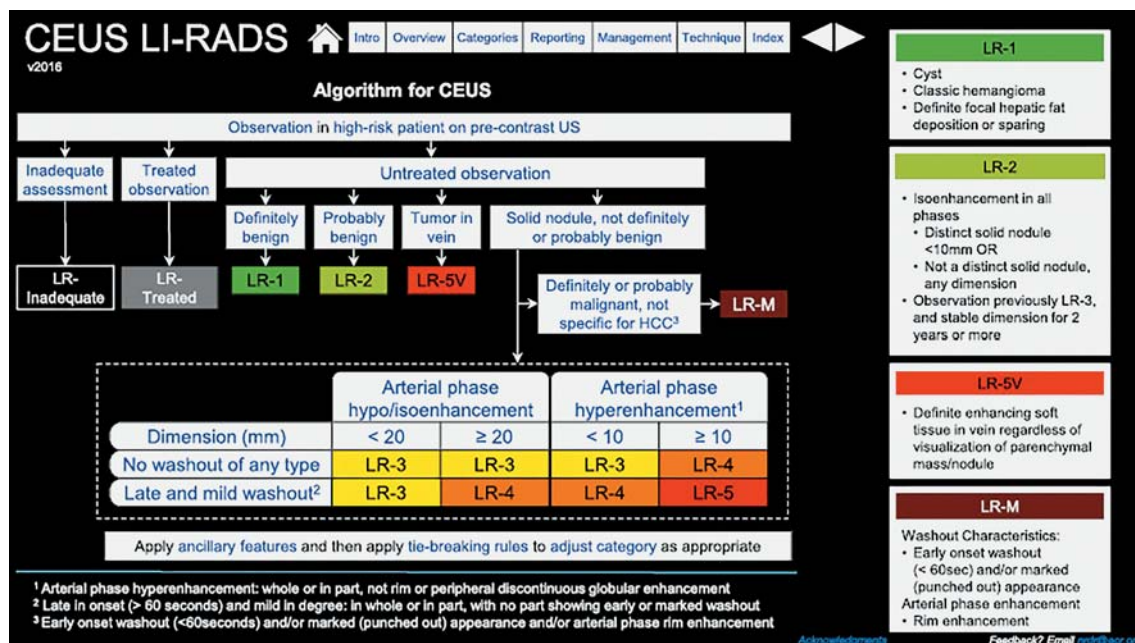 CEUS LI-RADS
v2016
Intro Overview Categories Reporting Management Technique Index
Algorithm for CEUS
Observation in high-risk patient on pre-contrast US
Inadequate
assessment
Treated
observation
Untreated observation
Definitely
benign
Probably
benign
Tumor in
vein
Solid nodule, not definitely
or probably benign
LR-
Inadequate
LR-
Treated
LR-1
LR-2
LR-5V
Definitely or probably
malignant, not
specific for HCC³
LR-M
Arterial phase
hypo/isoenhancement
Arterial phase
hyperenhancement¹
Dimension (mm) < 20 ≥ 20 < 10 ≥ 10
No washout of any type LR-3 LR-3 LR-3 LR-4
Late and mild washout² LR-3 LR-4 LR-4 LR-5
Apply ancillary features and then apply tie-breaking rules to adjust category as appropriate
¹ Arterial phase hyperenhancement: whole or in part, not rim or peripheral discontinuous globular enhancement
² Late in onset (> 60 seconds) and mild in degree: in whole or in part, with no part showing early or marked washout
³ Early onset washout (<60seconds) and/or marked (punched out) appearance and/or arterial phase rim enhancement
LR-1
• Cyst
• Classic hemangioma
• Definite focal hepatic fat
deposition or sparing
LR-2
• Isoenhancement in all
phases
• Distinct solid nodule
<10mm OR
• Not a distinct solid nodule,
any dimension
• Observation previously LR-3,
and stable dimension for 2
years or more
LR-5V
• Definite enhancing soft
tissue in vein regardless of
visualization of parenchymal
mass/nodule
LR-M
Washout Characteristics:
• Early onset washout
(< 60sec) and/or marked
(punched out) appearance
Arterial phase enhancement
• Rim enhancement
Acknowledgments
Feedback? Email